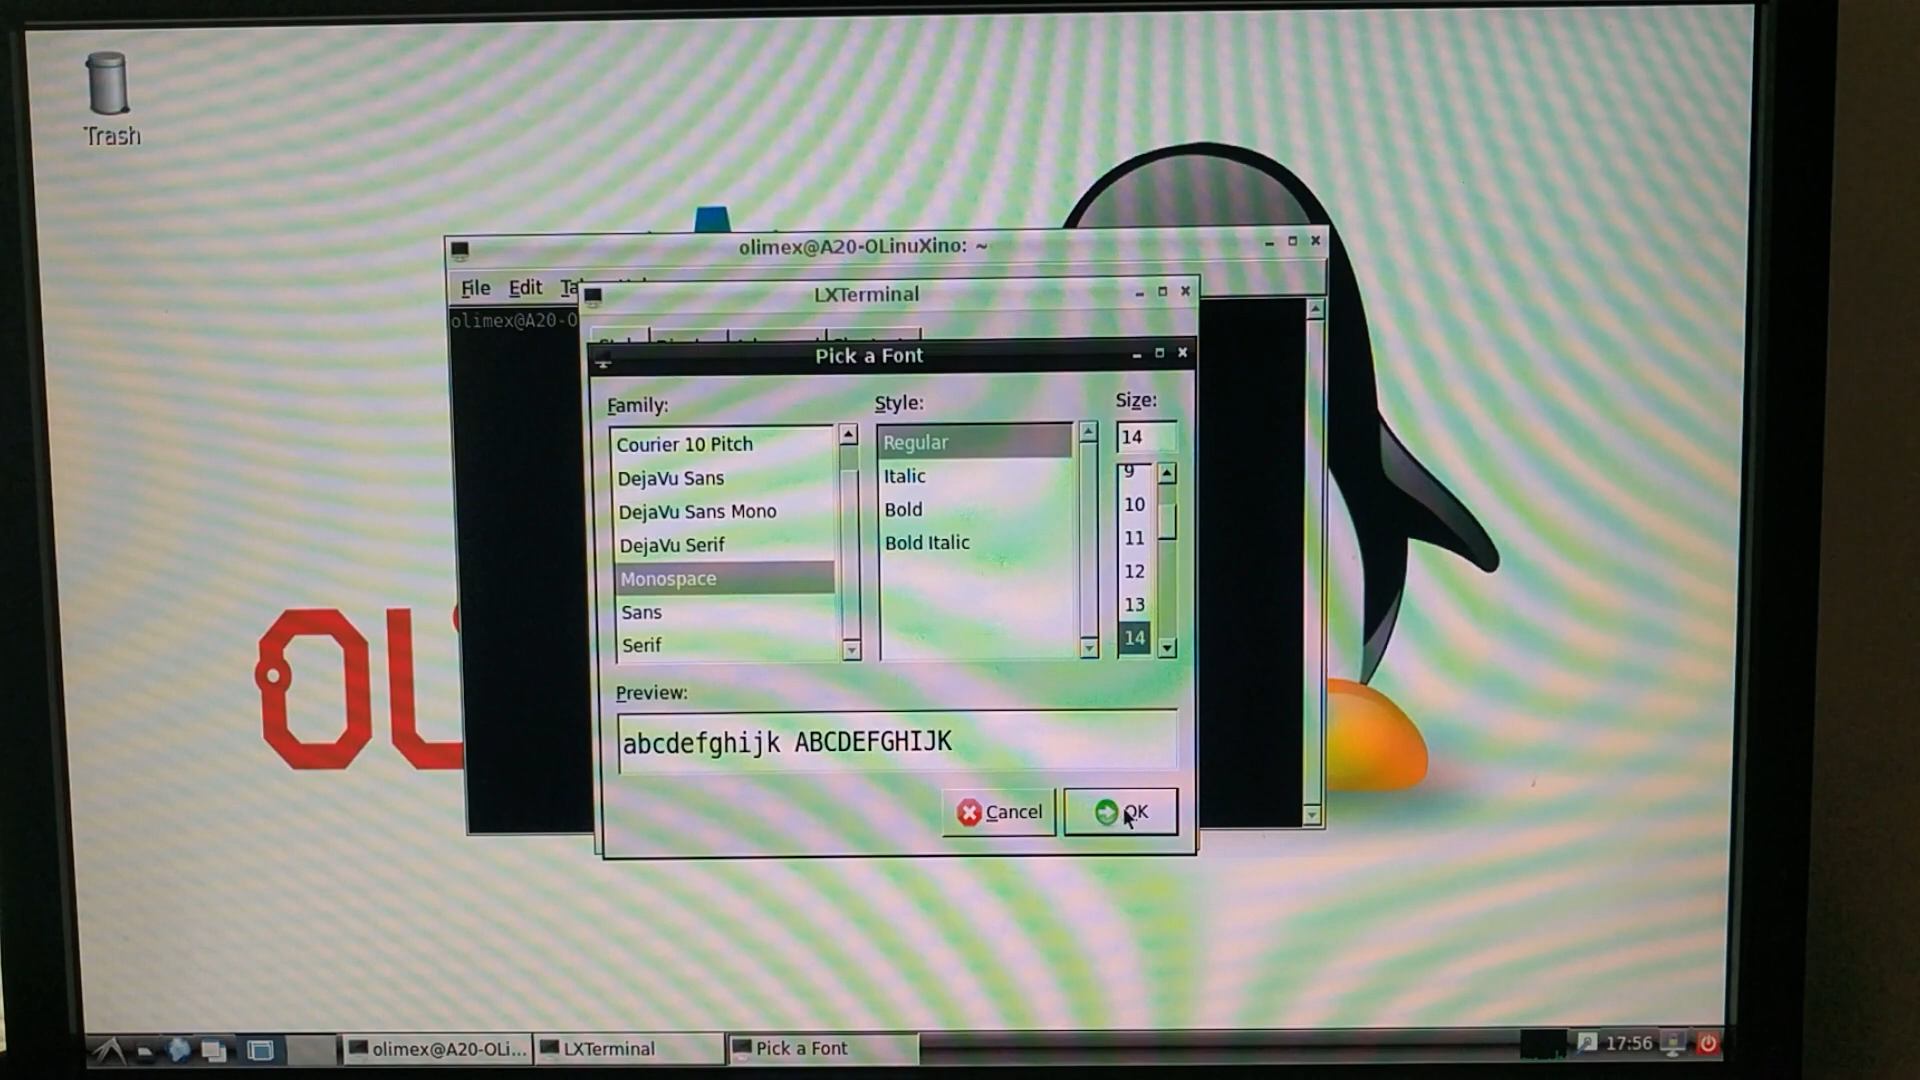 Trash
olimex@A20-OLinuXino: ~
File Edit
olimex@A20-O
LXTerminal
Pick a Font
Family:
Style:
Size:
Courier 10 Pitch
DejaVu Sans
DejaVu Sans Mono
DejaVu Serif
Monospace
Sans
Serif
Regular
Italic
Bold
Bold Italic
14
9
10
11
12
13
14
Preview:
abcdefghijk ABCDEFGHIJK
Cancel
OK
OL
olimex@A20-OLi...
LXTerminal
Pick a Font
17:56